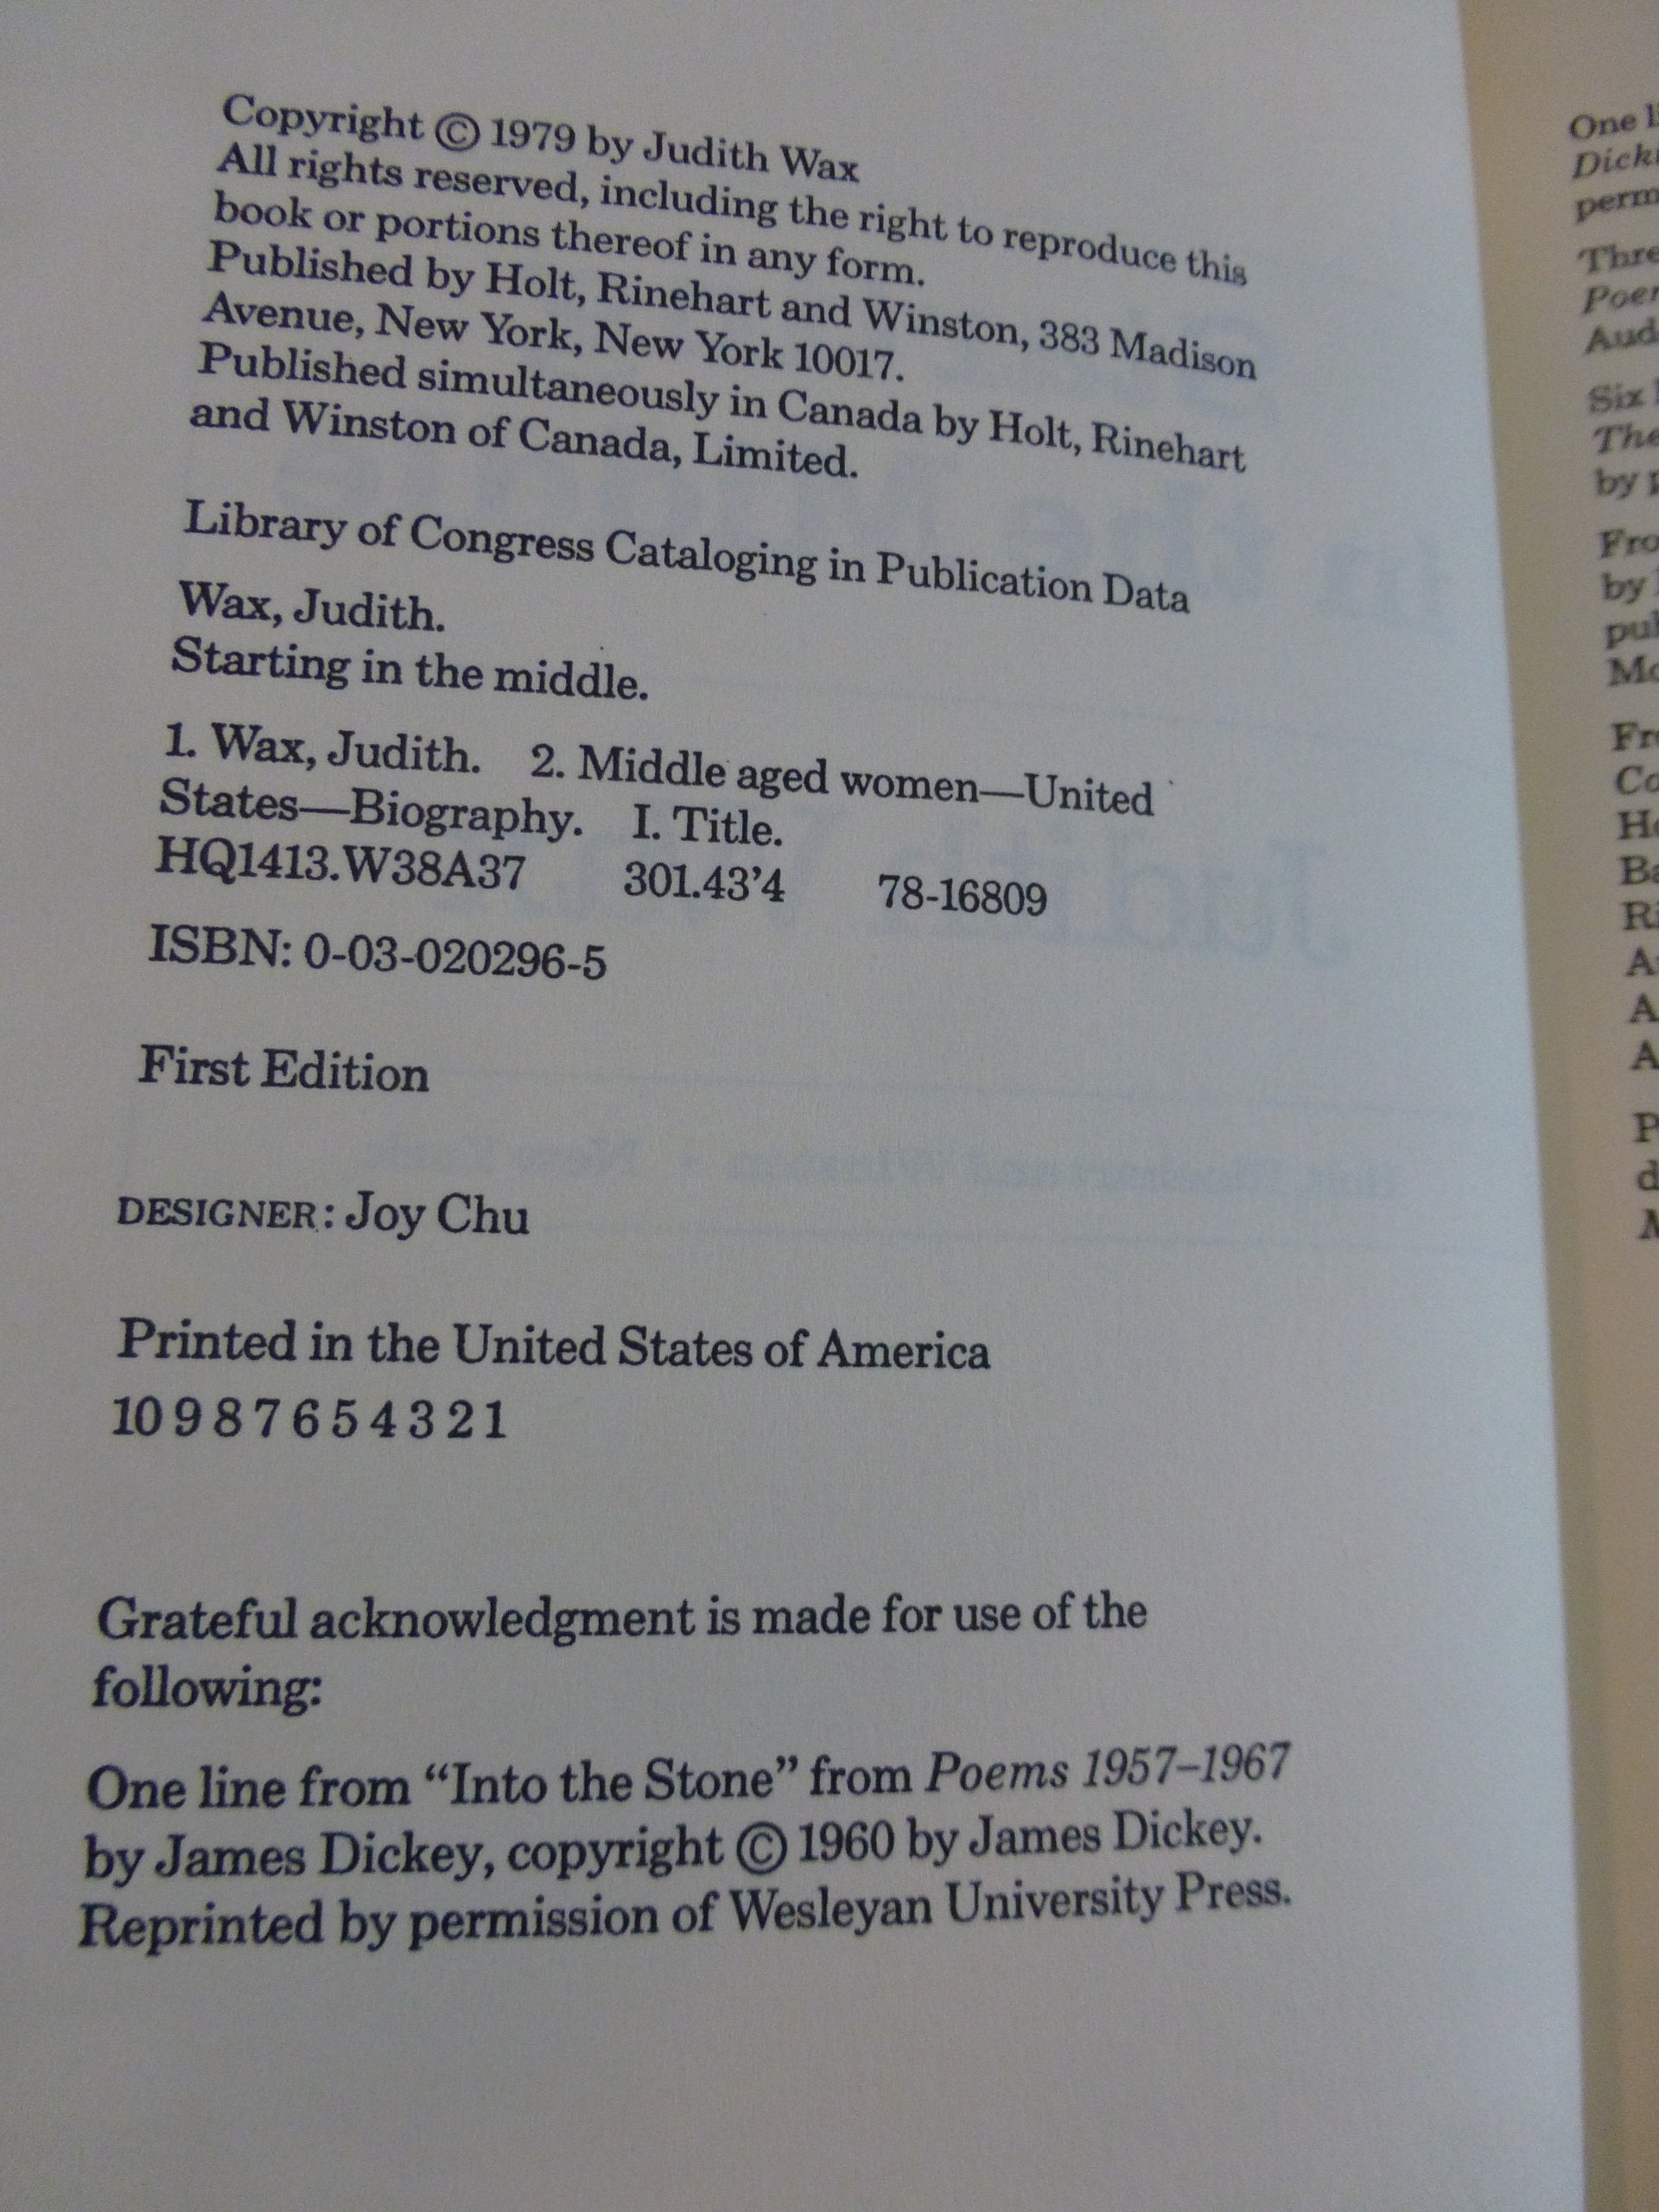 Copyright © 1979 by Judith Wax
All rights reserved, including the right to reproduce this
book or portions thereof in any form.
Published by Holt, Rinehart and Winston, 383 Madison
Avenue, New York, New York 10017.
Published simultaneously in Canada by Holt, Rinehart
and Winston of Canada, Limited.
Library of Congress Cataloging in Publication Data
Wax, Judith.
Starting in the middle.
1. Wax, Judith. 2. Middle aged women—United
States—Biography. I. Title.
HQ1413.W38A37 301.43’4 78-16809
ISBN: 0-03-020296-5
First Edition
DESIGNER: Joy Chu
Printed in the United States of America
10 9 8 7 6 5 4 3 2 1
Grateful acknowledgment is made for use of the
following:
One line from “Into the Stone” from Poems 1957–1967
by James Dickey, copyright © 1960 by James Dickey.
Reprinted by permission of Wesleyan University Press.
One
Six
The
by
by